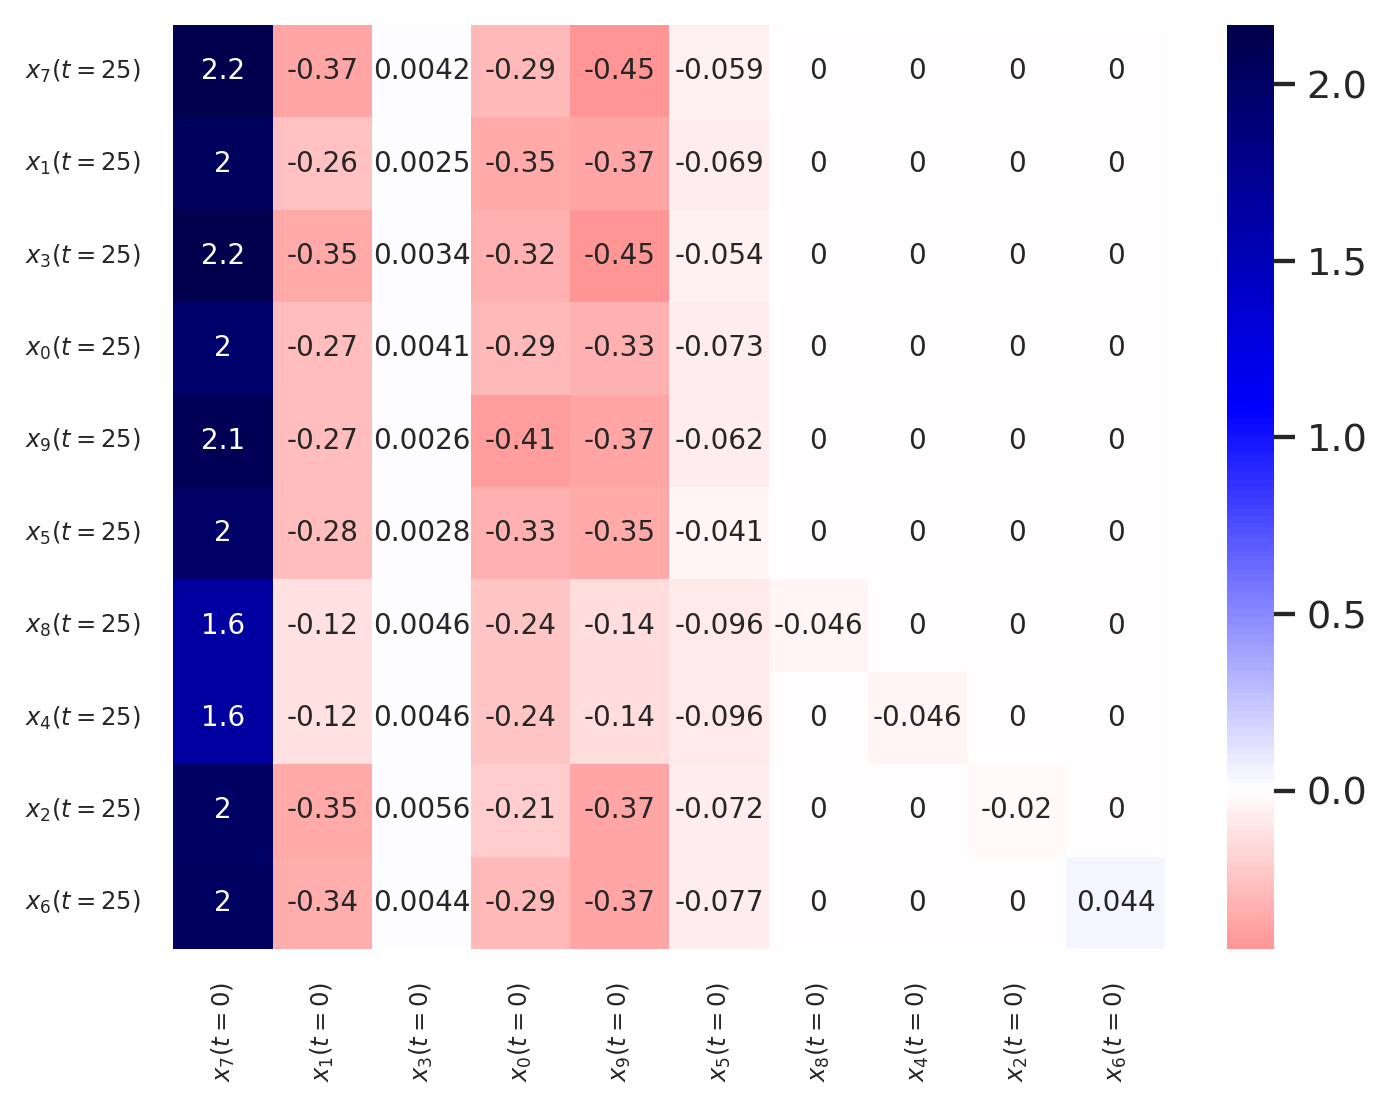 x₇(t = 25) 2.2 -0.37 0.0042 -0.29 -0.45 -0.059 0 0 0 0
x₁(t = 25) 2 -0.26 0.0025 -0.35 -0.37 -0.069 0 0 0 0
x₃(t = 25) 2.2 -0.35 0.0034 -0.32 -0.45 -0.054 0 0 0 0
x₀(t = 25) 2 -0.27 0.0041 -0.29 -0.33 -0.073 0 0 0 0
x₉(t = 25) 2.1 -0.27 0.0026 -0.41 -0.37 -0.062 0 0 0 0
x₅(t = 25) 2 -0.28 0.0028 -0.33 -0.35 -0.041 0 0 0 0
x₈(t = 25) 1.6 -0.12 0.0046 -0.24 -0.14 -0.096 -0.046 0 0 0
x₄(t = 25) 1.6 -0.12 0.0046 -0.24 -0.14 -0.096 0 -0.046 0 0
x₂(t = 25) 2 -0.35 0.0056 -0.21 -0.37 -0.072 0 0 -0.02 0
x₆(t = 25) 2 -0.34 0.0044 -0.29 -0.37 -0.077 0 0 0 0.044
x₇(t = 0)
x₁(t = 0)
x₃(t = 0)
x₀(t = 0)
x₉(t = 0)
x₅(t = 0)
x₈(t = 0)
x₄(t = 0)
x₂(t = 0)
x₆(t = 0)
2.0
1.5
1.0
0.5
0.0